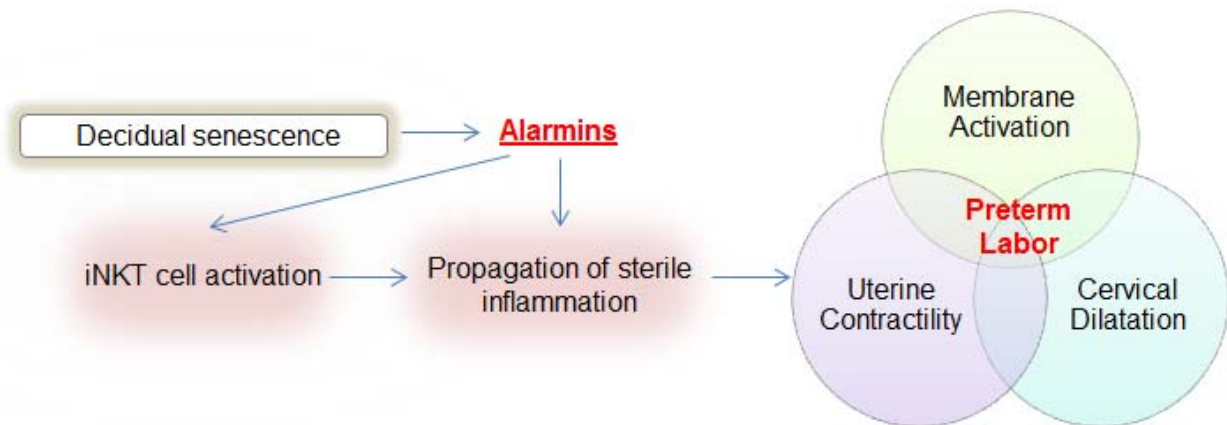 Decidual senescence
Alarmins
iNKT cell activation
Propagation of sterile
inflammation
Membrane
Activation
Preterm
Labor
Uterine
Contractility
Cervical
Dilatation